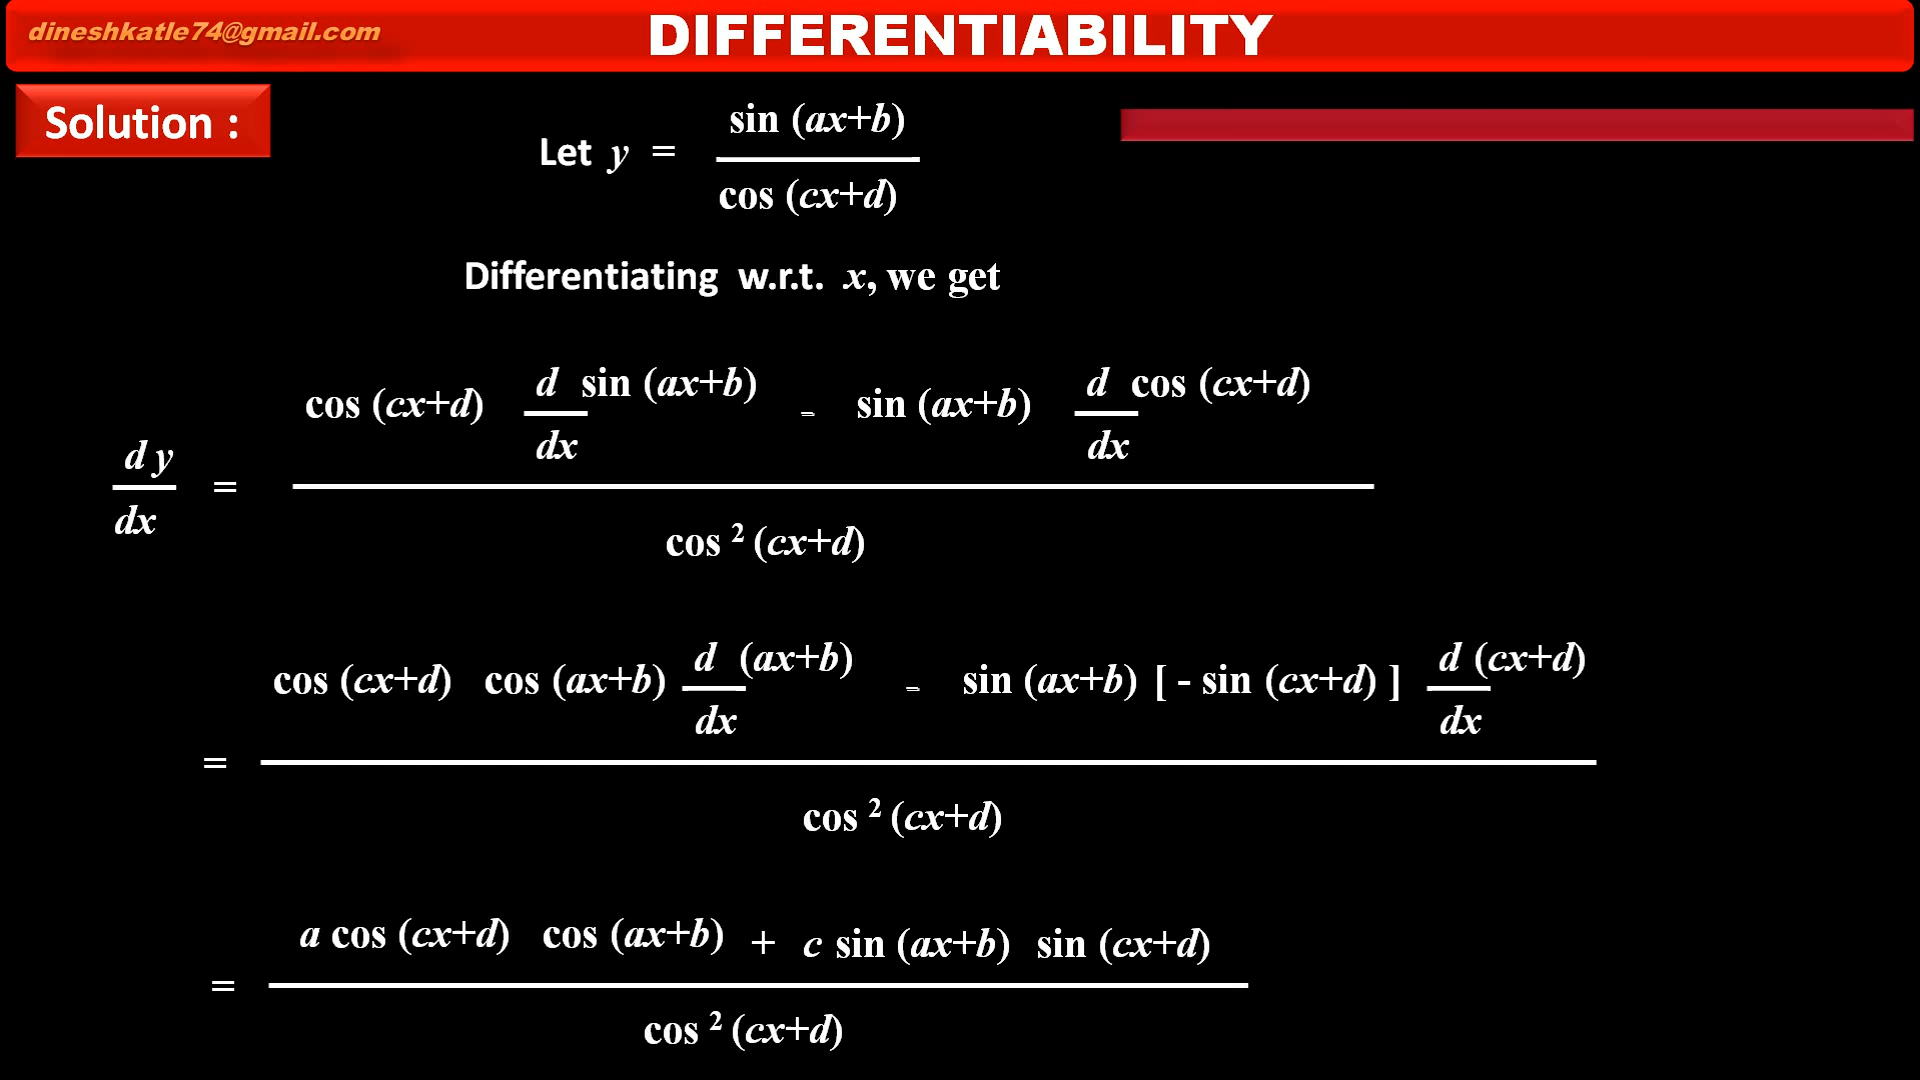 dineshkatle74@gmail.com
DIFFERENTIABILITY
Solution :
Let y = sin (ax+b)
cos (cx+d)
Differentiating w.r.t. x, we get
cos (cx+d) d sin (ax+b) - sin (ax+b) d cos (cx+d)
dx dx
d y
=
dx
cos ² (cx+d)
cos (cx+d) cos (ax+b) d (ax+b) - sin (ax+b) [ - sin (cx+d) ] d (cx+d)
dx dx
=
cos ² (cx+d)
a cos (cx+d) cos (ax+b) + c sin (ax+b) sin (cx+d)
=
cos ² (cx+d)